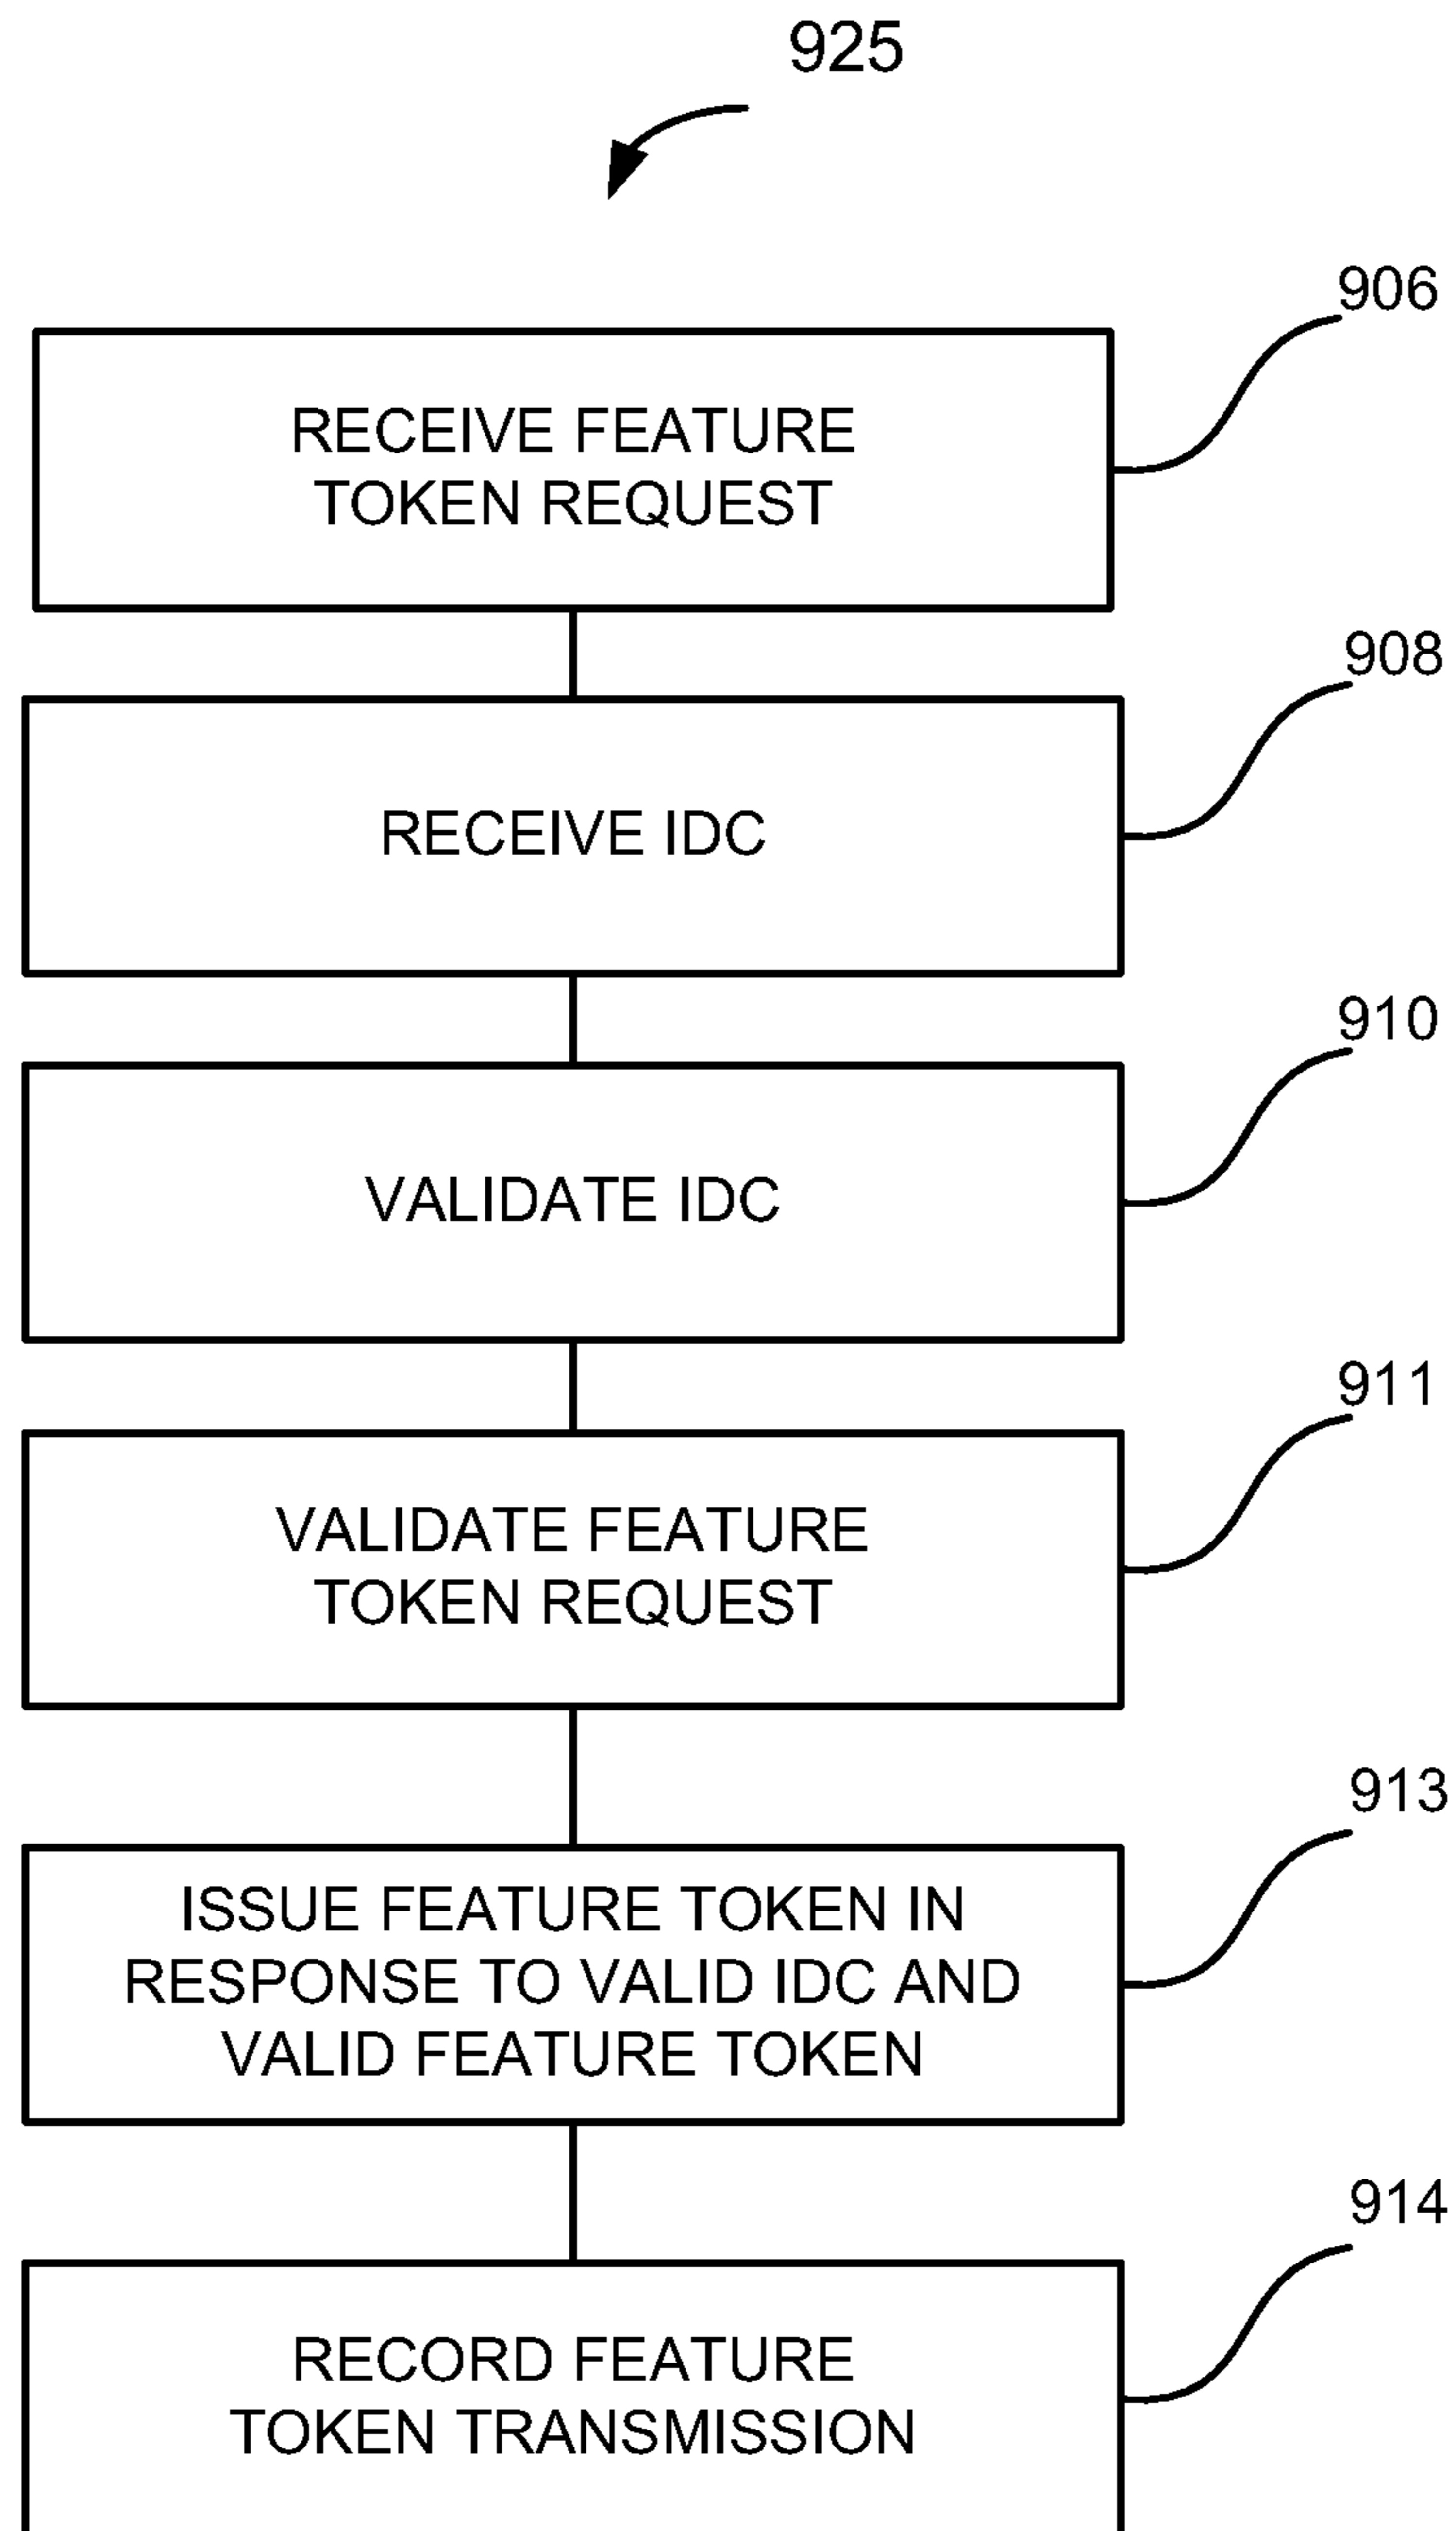 925
906
RECEIVE FEATURE
TOKEN REQUEST
908
RECEIVE IDC
910
VALIDATE IDC
911
VALIDATE FEATURE
TOKEN REQUEST
913
ISSUE FEATURE TOKEN IN
RESPONSE TO VALID IDC AND
VALID FEATURE TOKEN
914
RECORD FEATURE
TOKEN TRANSMISSION